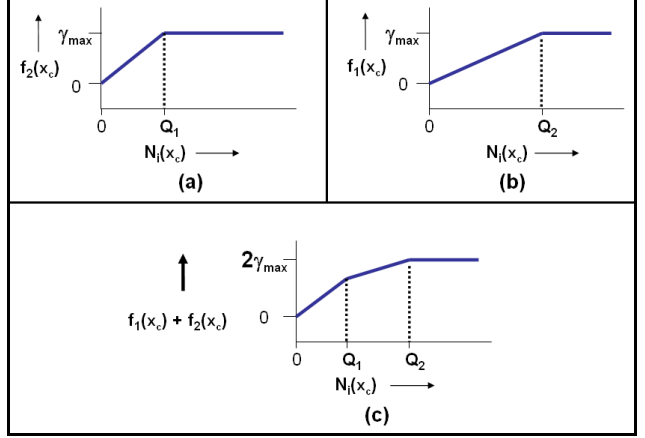 γmax
f2(xc)
0
0 Q1
Ni(xc)
(a)
γmax
f1(xc)
0
0 Q2
Ni(xc)
(b)
2γmax
f1(xc) + f2(xc)
0
0 Q1 Q2
Ni(xc)
(c)